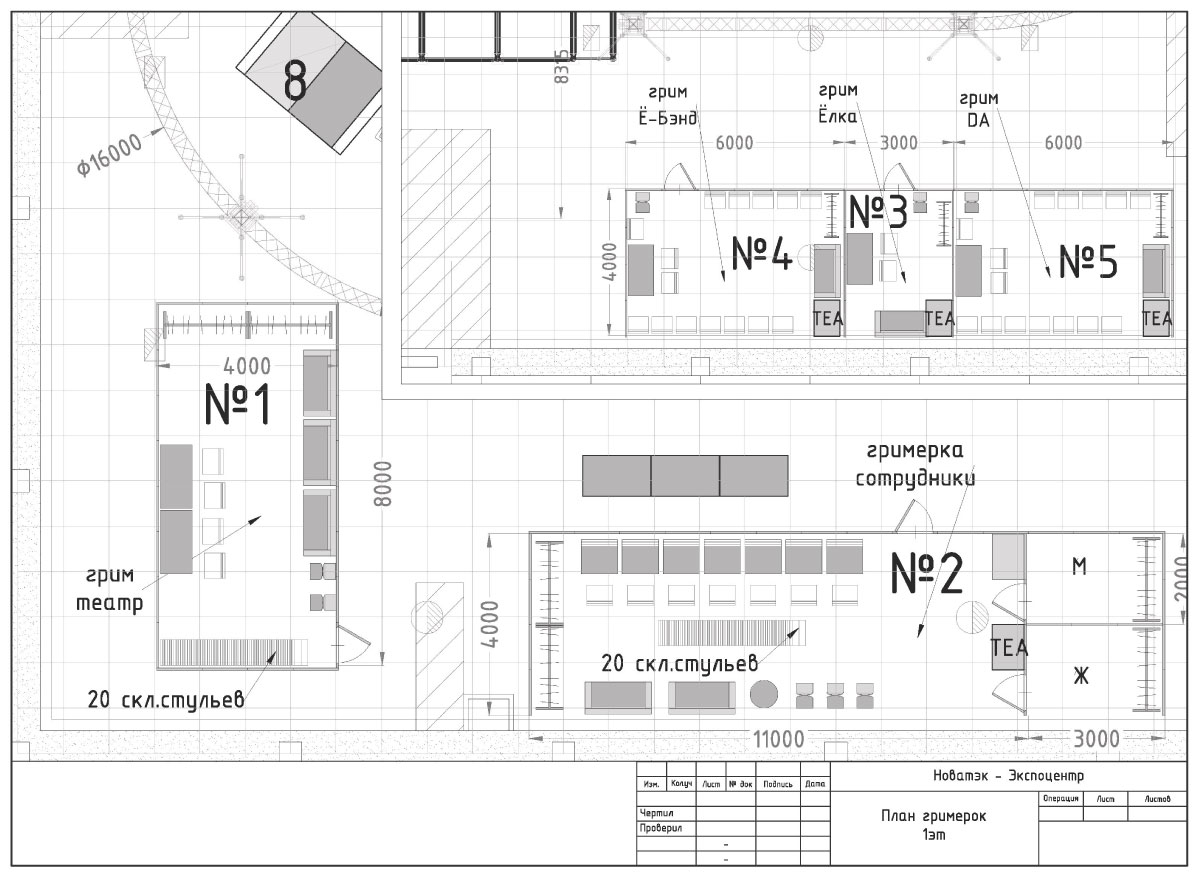 8
ф16000
8315
грим
Ё-Бэнд
грим
Ёлка
грим
DA
6000
3000
6000
4000
№4
№3
№5
TEA
TEA
TEA
4000
№1
8000
грим
театр
20 скл.стульев
гримерка
сотрудники
№2
4000
М
2000
20 скл.стульев
TEA
Ж
11000
3000
Изм. Колуч Лист № док Подпись Дата
Чертил
Проверил
-
-
Новатэк - Экспоцентр
План гримерок
1эт
Операция Лист Листов